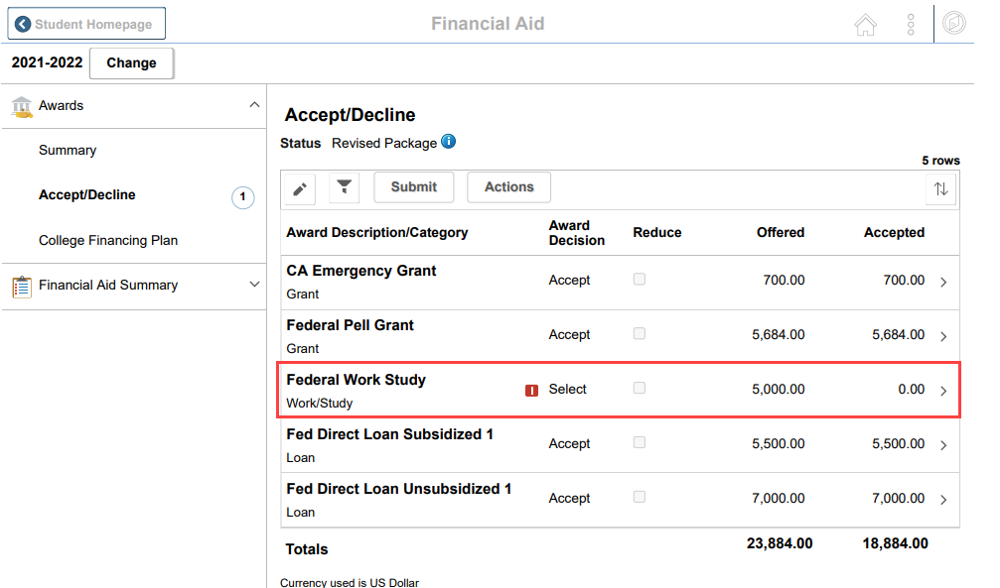 Student Homepage
Financial Aid
2021-2022 Change
Awards
Summary
Accept/Decline 1
College Financing Plan
Financial Aid Summary
Accept/Decline
Status Revised Package
5 rows
Submit Actions
Award Description/Category Award Decision Reduce Offered Accepted
CA Emergency Grant Accept 700.00 700.00
Grant
Federal Pell Grant Accept 5,684.00 5,684.00
Grant
Federal Work Study Select 5,000.00 0.00
Work/Study
Fed Direct Loan Subsidized 1 Accept 5,500.00 5,500.00
Loan
Fed Direct Loan Unsubsidized 1 Accept 7,000.00 7,000.00
Loan
Totals 23,884.00 18,884.00
Currency used is US Dollar